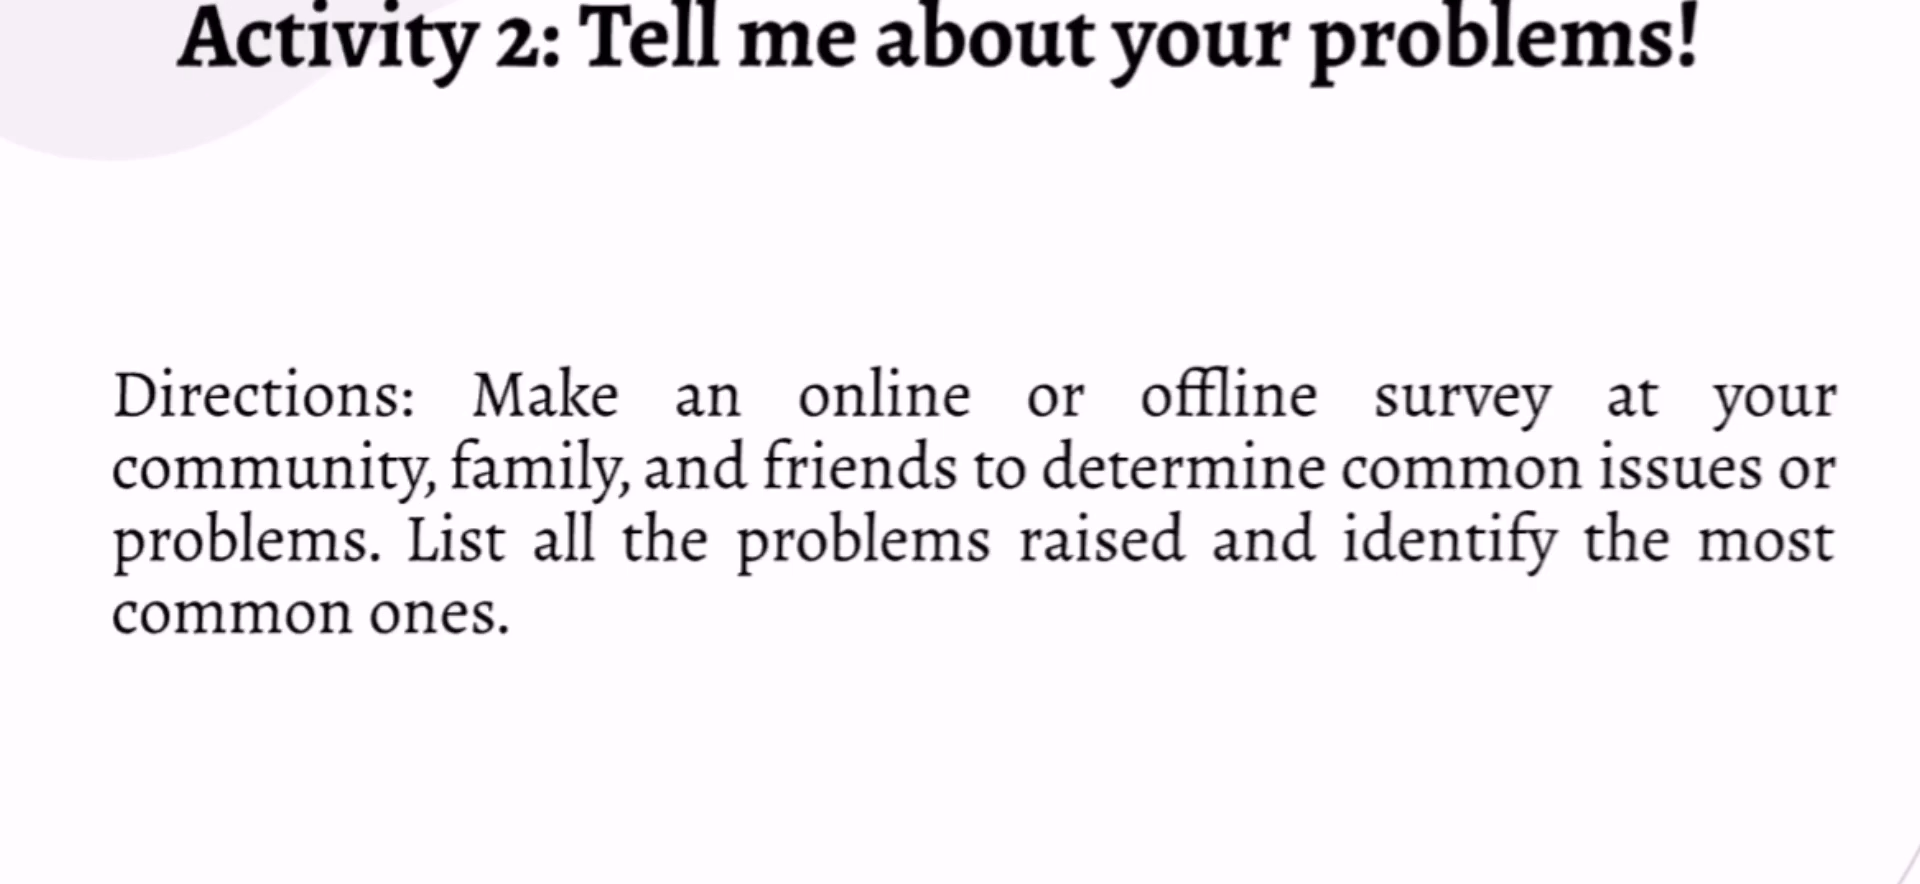 Activity 2: Tell me about your problems!
Directions: Make an online or offline survey at your
community, family, and friends to determine common issues or
problems. List all the problems raised and identify the most
common ones.